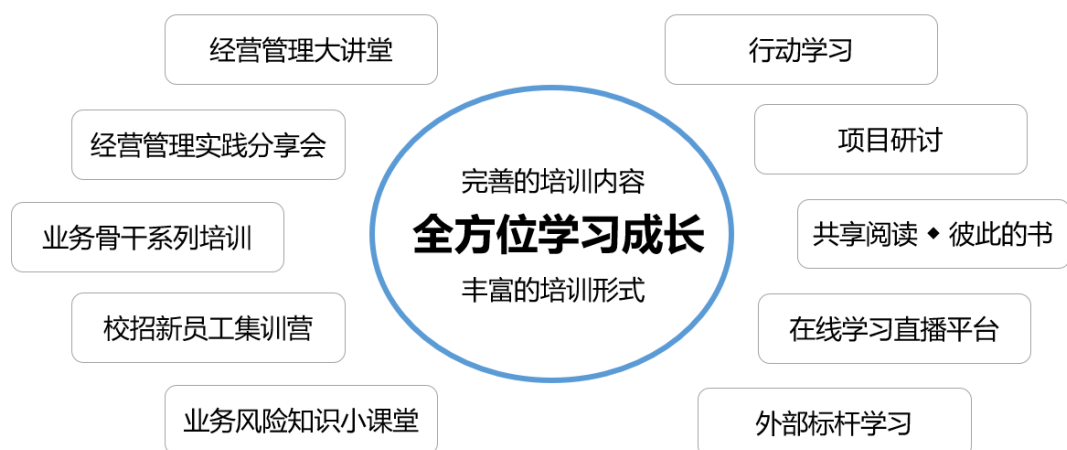 经营管理大讲堂
经营管理实践分享会
业务骨干系列培训
校招新员工集训营
业务风险知识小课堂
完善的培训内容
全方位学习成长
丰富的培训形式
行动学习
项目研讨
共享阅读 ◆ 彼此的书
在线学习直播平台
外部标杆学习